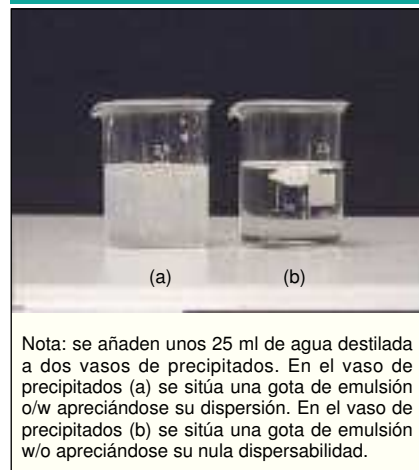 (a) (b)
Nota: se añaden unos 25 ml de agua destilada
a dos vasos de precipitados. En el vaso de
precipitados (a) se sitúa una gota de emulsión
o/w apreciándose su dispersión. En el vaso de
precipitados (b) se sitúa una gota de emulsión
w/o apreciándose su nula dispersabilidad.